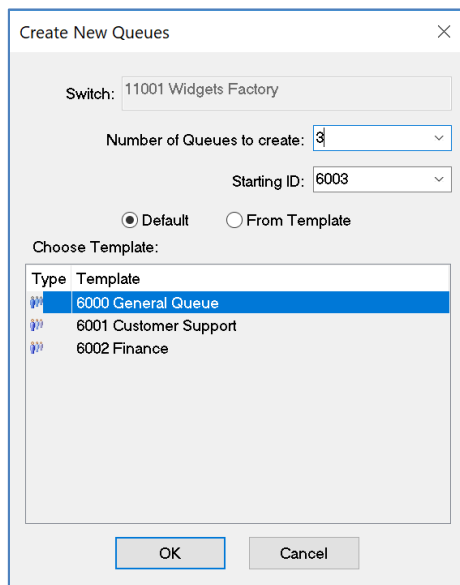 Create New Queues
Switch: 11001 Widgets Factory
Number of Queues to create: 3
Starting ID: 6003
Default From Template
Choose Template:
Type Template
6000 General Queue
6001 Customer Support
6002 Finance
OK Cancel